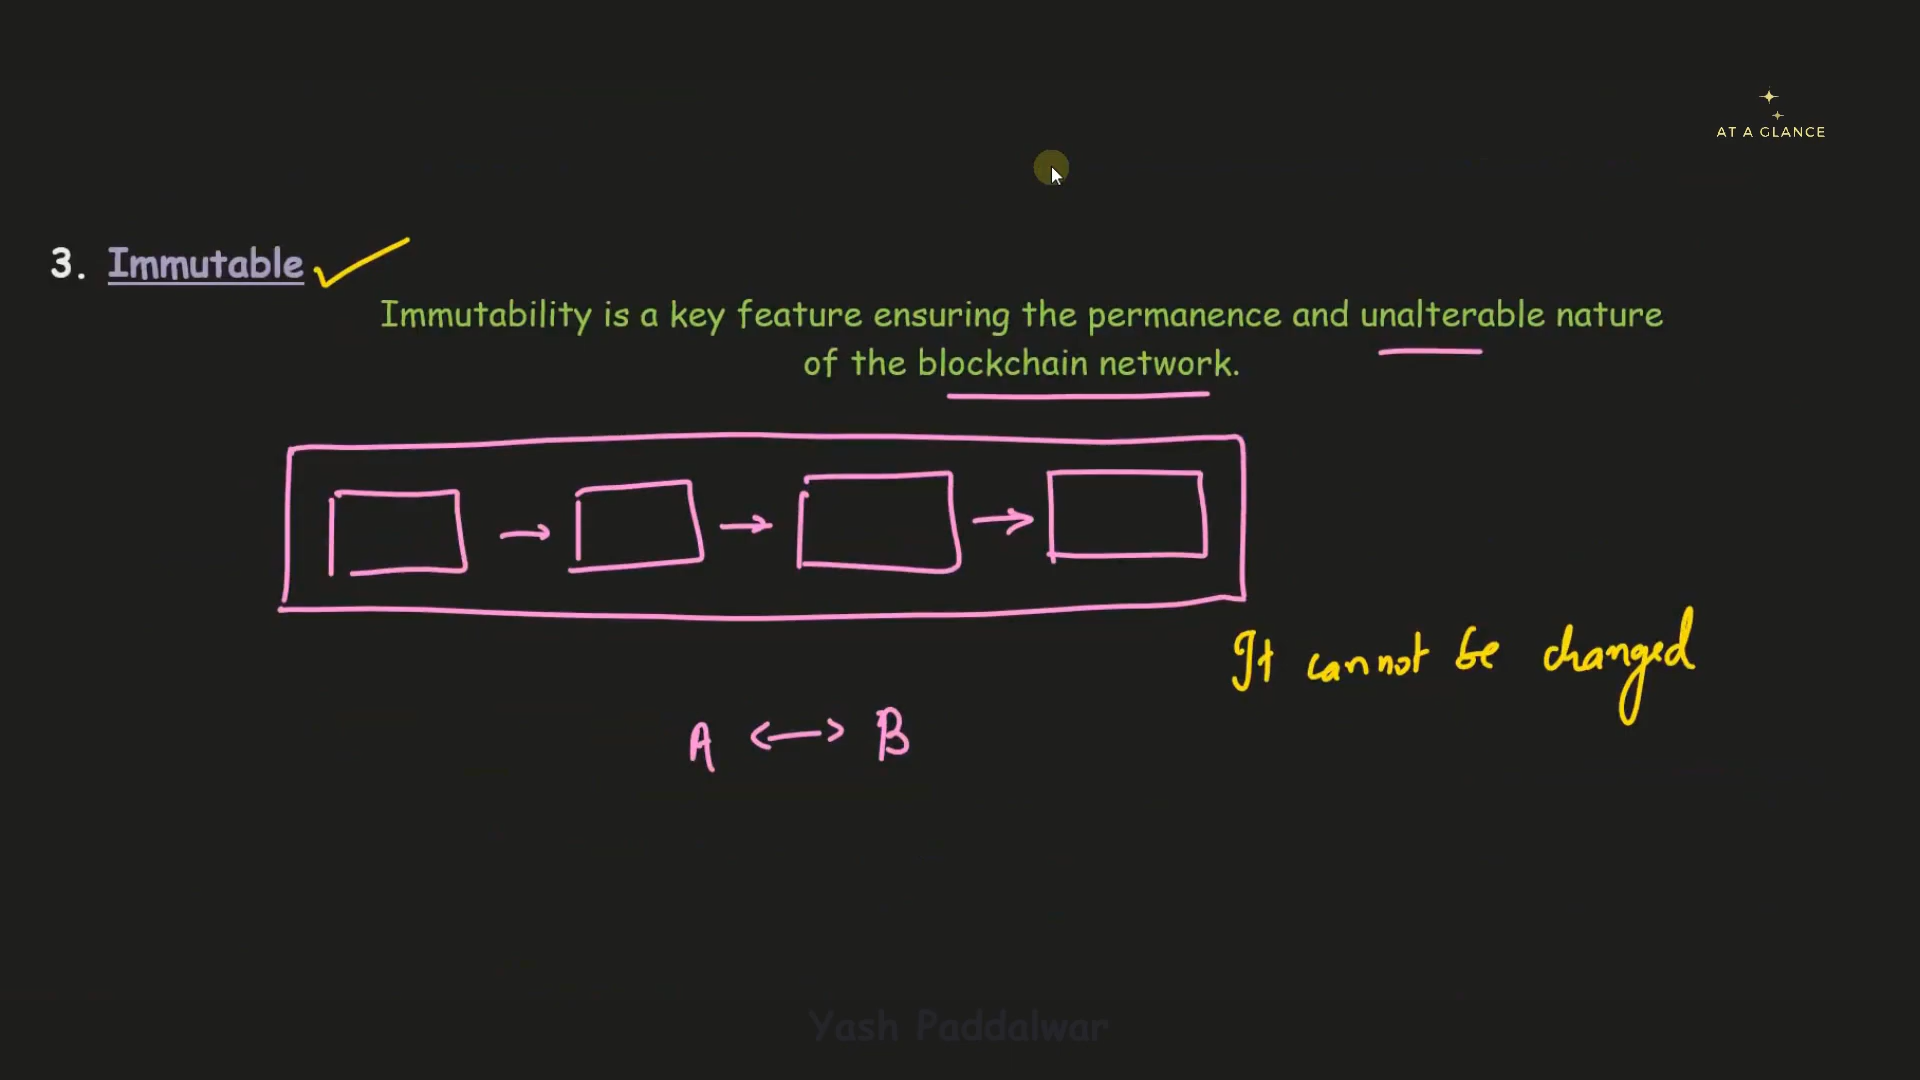 AT A GLANCE
3. Immutable
Immutability is a key feature ensuring the permanence and unalterable nature
of the blockchain network.
It cannot be changed
A <-> B
Yash Paddalwar